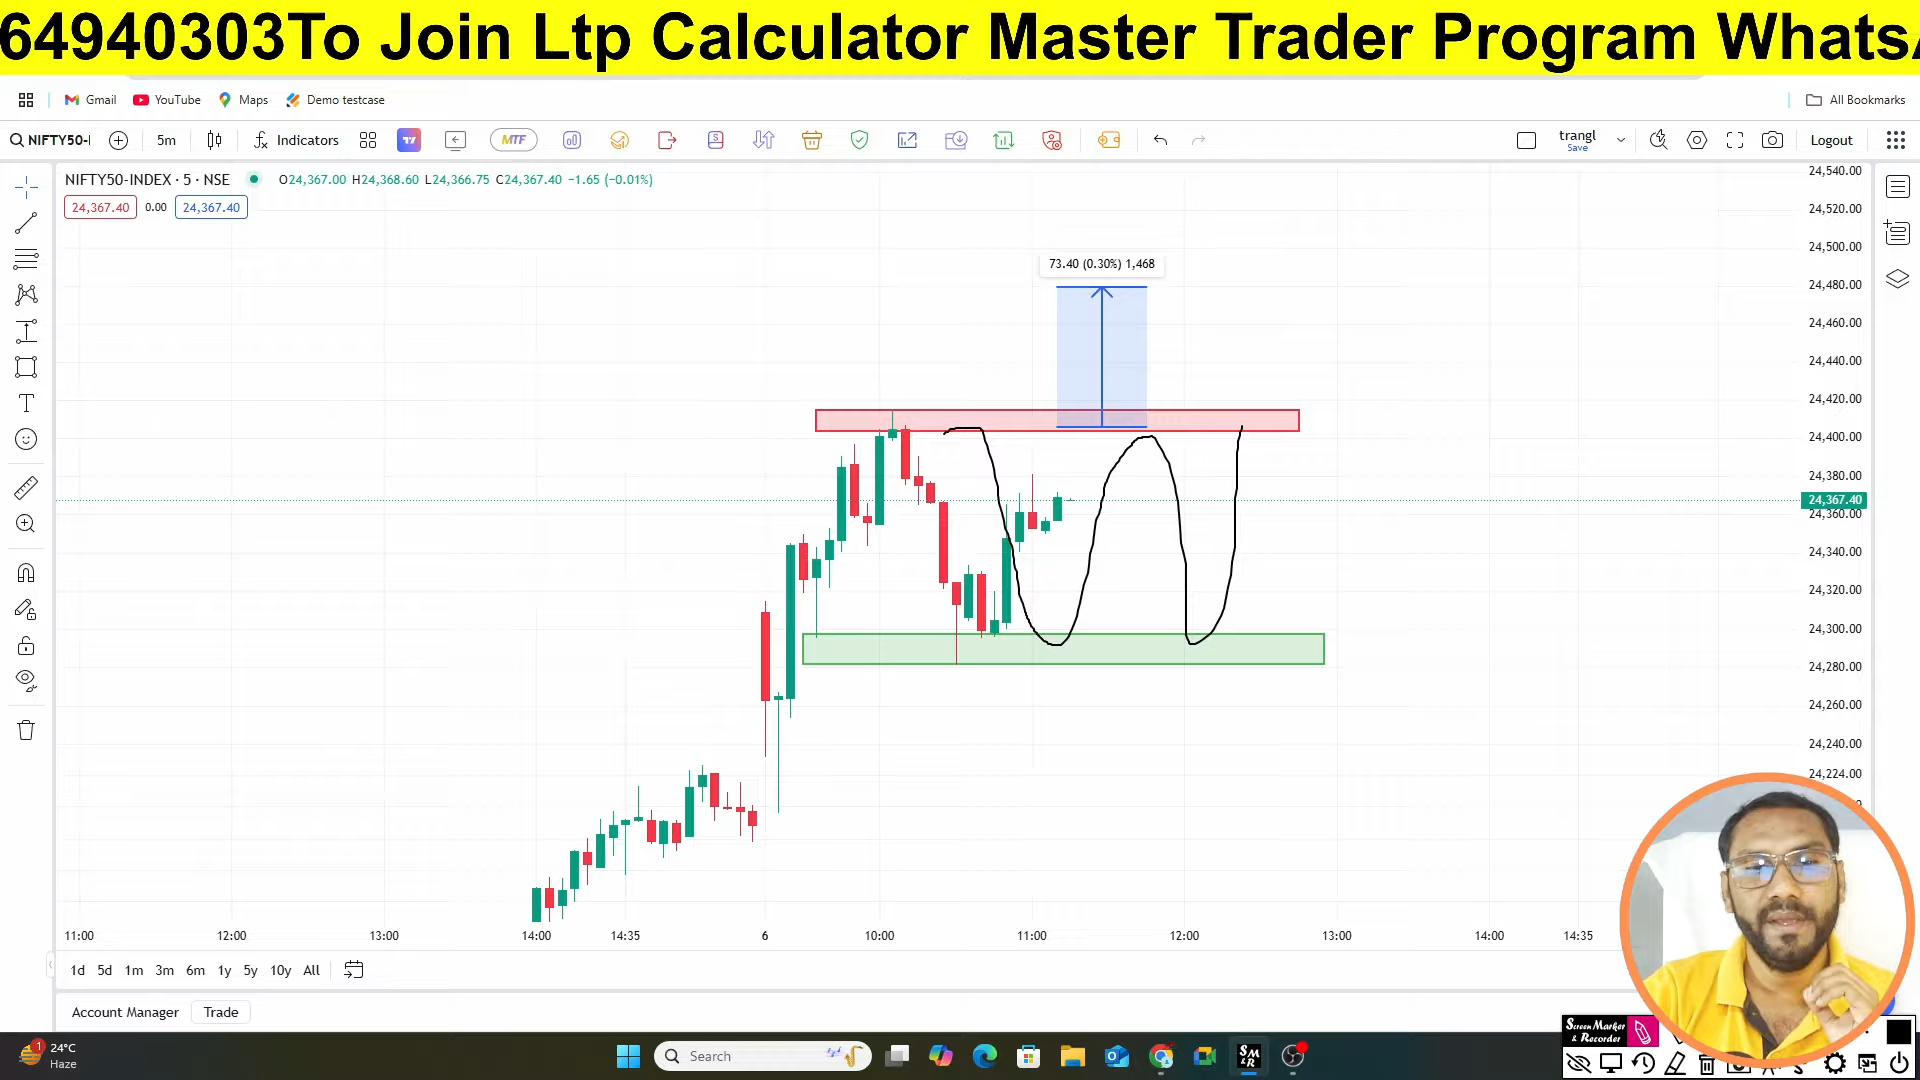 64940303To Join Ltp Calculator Master Trader Program Whats
Gmail YouTube Maps Demo testcase All Bookmarks
NIFTY50-I 5m Indicators MTF trangl Save Logout
NIFTY50-INDEX · 5 · NSE O24,367.00 H24,368.60 L24,366.75 C24,367.40 −1.65 (−0.01%)
24,367.40 0.00 24,367.40
73.40 (0.30%) 1,468
24,540.00
24,520.00
24,500.00
24,480.00
24,460.00
24,440.00
24,420.00
24,400.00
24,380.00
24,367.40
24,360.00
24,340.00
24,320.00
24,300.00
24,280.00
24,260.00
24,240.00
24,224.00
11:00 12:00 13:00 14:00 14:35 6 10:00 11:00 12:00 13:00 14:00 14:35
1d 5d 1m 3m 6m 1y 5y 10y All
Account Manager Trade
Screen Marker
& Recorder
1 24°C
Haze
Search
SM
&R